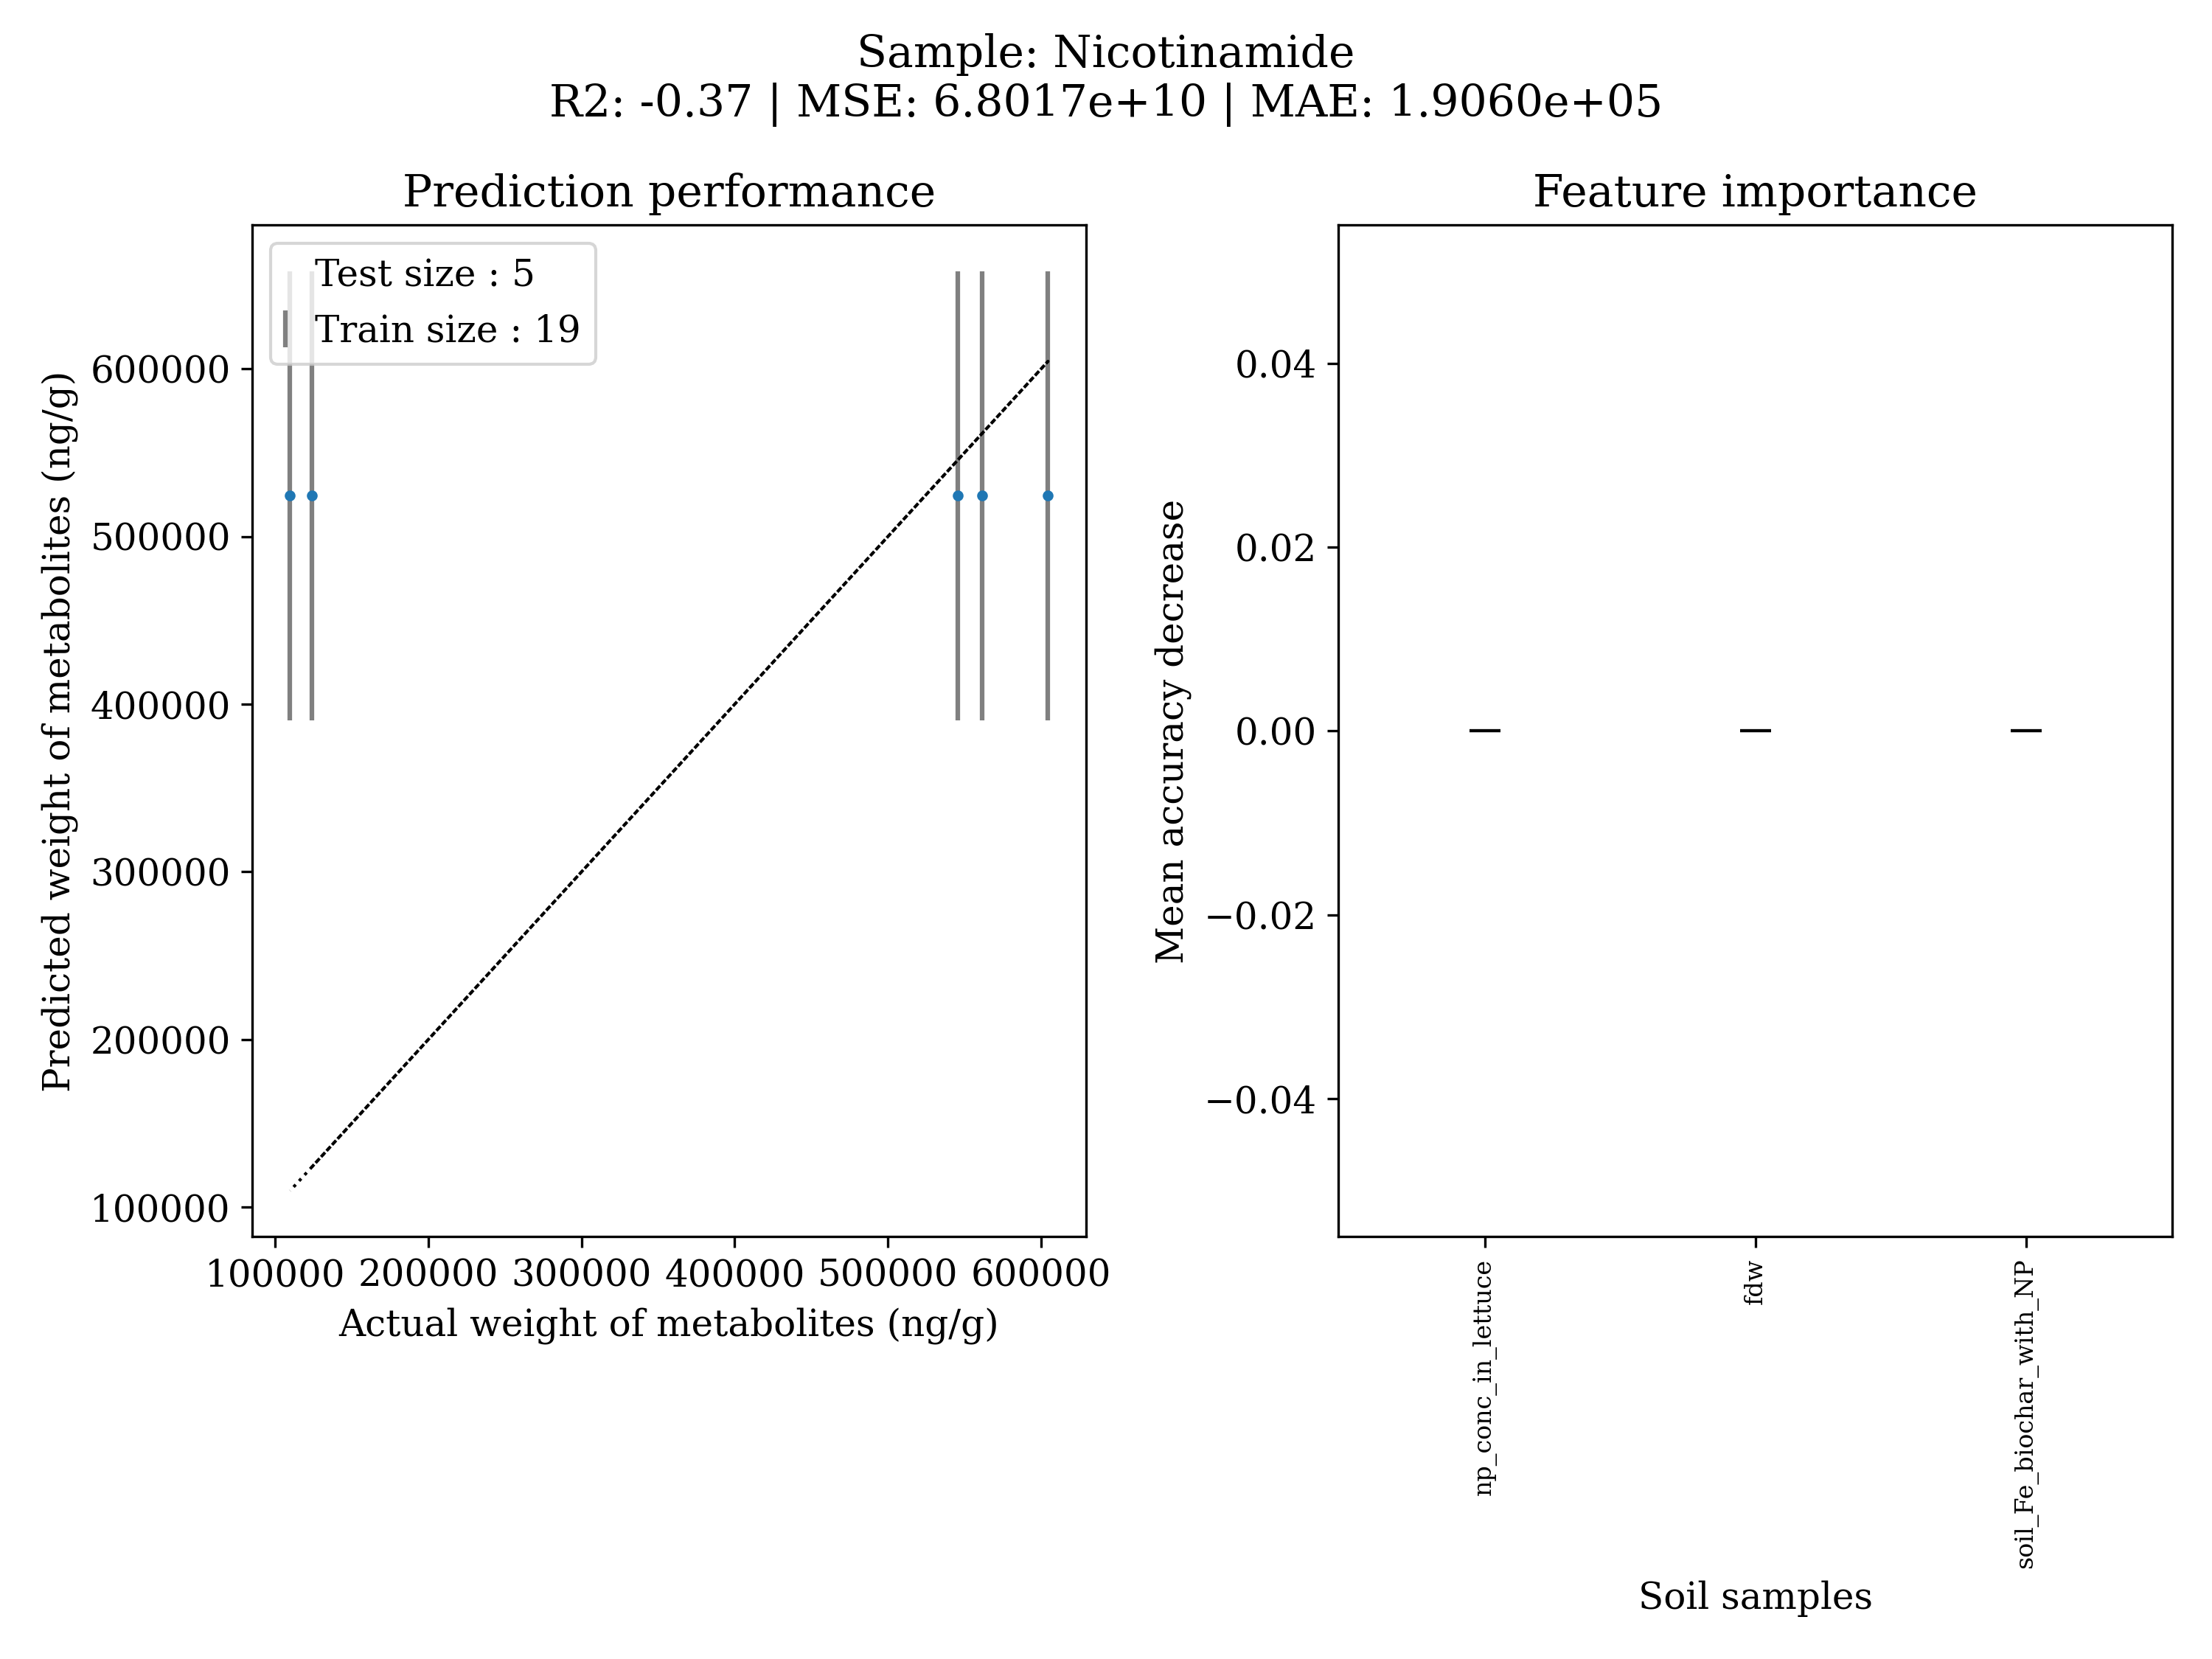 Sample: Nicotinamide
R2: -0.37 | MSE: 6.8017e+10 | MAE: 1.9060e+05
Prediction performance
Test size : 5
Train size : 19
Predicted weight of metabolites (ng/g)
600000
500000
400000
300000
200000
100000
100000 200000 300000 400000 500000 600000
Actual weight of metabolites (ng/g)
Feature importance
Mean accuracy decrease
0.04
0.02
0.00
−0.02
−0.04
np_conc_in_lettuce
fdw
soil_Fe_biochar_with_NP
Soil samples